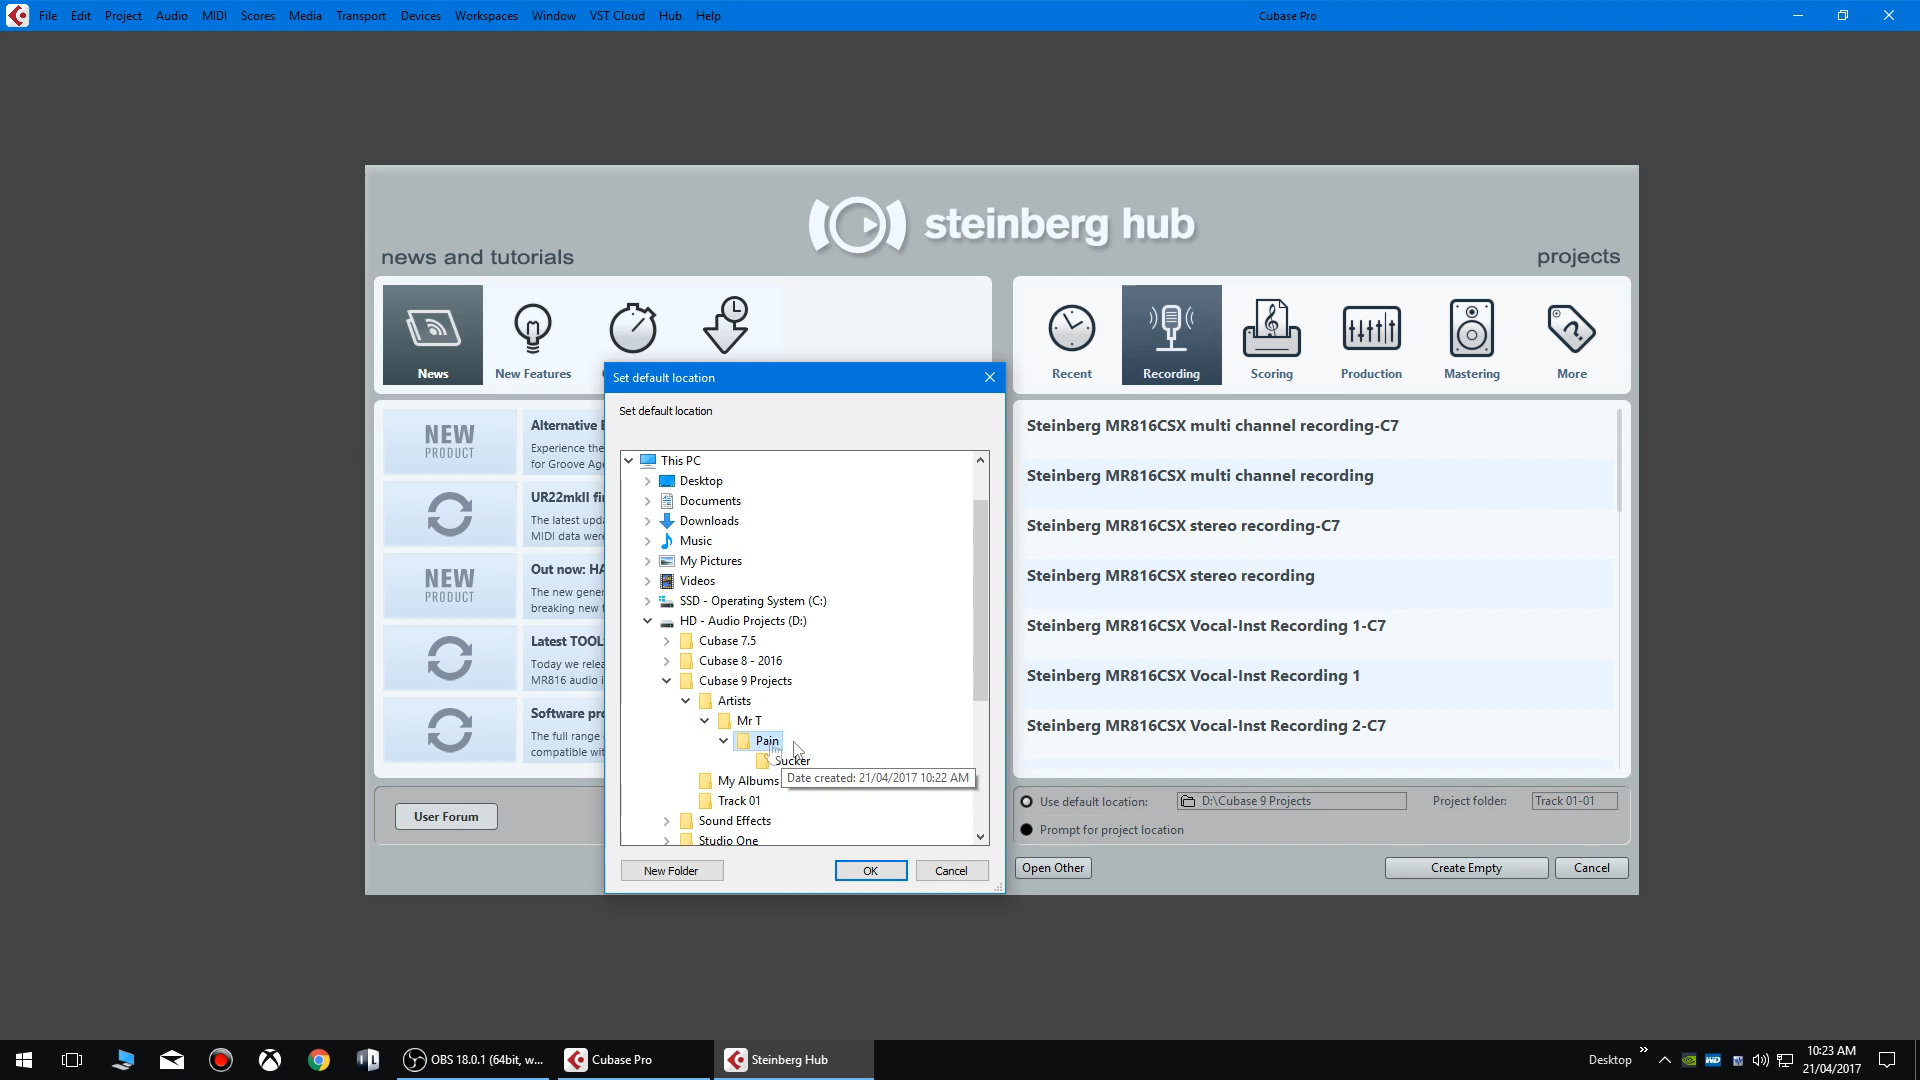 File Edit Project Audio MIDI Scores Media Transport Devices Workspaces Window VST Cloud Hub Help
Cubase Pro
steinberg hub
news and tutorials
projects
News
New Features
Recent
Recording
Scoring
Production
Mastering
More
Set default location
Set default location
This PC
Desktop
Documents
Downloads
Music
My Pictures
Videos
SSD - Operating System (C:)
HD - Audio Projects (D:)
Cubase 7.5
Cubase 8 - 2016
Cubase 9 Projects
Artists
Mr T
Pain
Sucker
Date created: 21/04/2017 10:22 AM
My Albums
Track 01
Sound Effects
Studio One
New Folder
OK
Cancel
NEW
PRODUCT
Alternative
Experience the
for Groove Age
UR22mkII
The latest
MIDI data were
NEW
PRODUCT
Out now:
The new
breaking new
Latest TOOL
Today we
MR816 audio
Software
The full range
compatible
User Forum
Steinberg MR816CSX multi channel recording-C7
Steinberg MR816CSX multi channel recording
Steinberg MR816CSX stereo recording-C7
Steinberg MR816CSX stereo recording
Steinberg MR816CSX Vocal-Inst Recording 1-C7
Steinberg MR816CSX Vocal-Inst Recording 1
Steinberg MR816CSX Vocal-Inst Recording 2-C7
Use default location:
D:\Cubase 9 Projects
Project folder:
Track 01-01
Prompt for project location
Open Other
Create Empty
Cancel
OBS 18.0.1 (64bit, w...
Cubase Pro
Steinberg Hub
Desktop
10:23 AM
21/04/2017